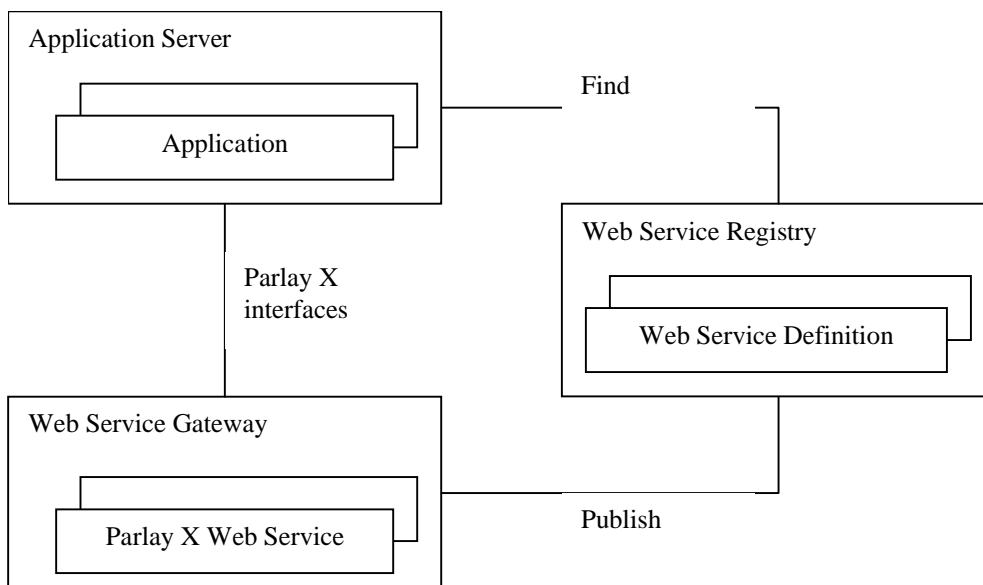 Application Server
Find
Application
Web Service Registry
Parlay X
interfaces
Web Service Definition
Web Service Gateway
Publish
Parlay X Web Service